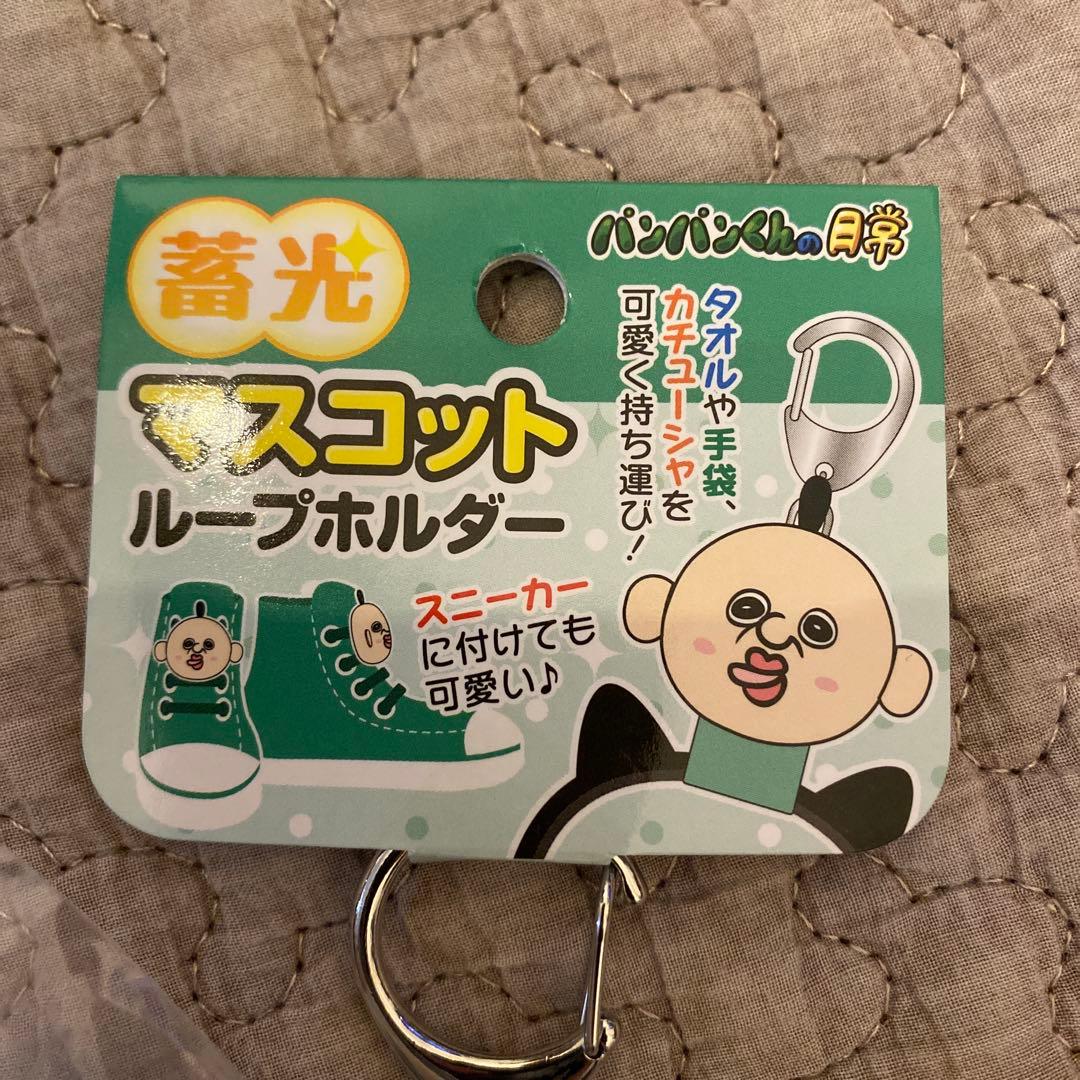 蓄光
マスコット
ループホルダー
パンパンくんの日常
タオルや手袋、
カチューシャを
可愛く持ち運び！
スニーカー
に付けても
可愛い♪